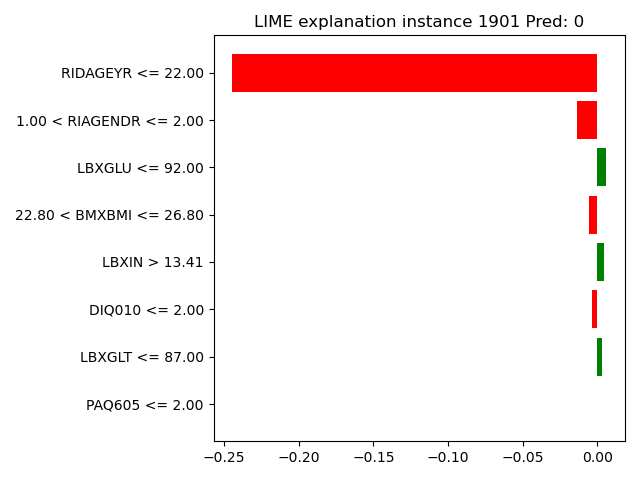 LIME explanation instance 1901 Pred: 0
RIDAGEYR <= 22.00
1.00 < RIAGENDR <= 2.00
LBXGLU <= 92.00
22.80 < BMXBMI <= 26.80
LBXIN > 13.41
DIQ010 <= 2.00
LBXGLT <= 87.00
PAQ605 <= 2.00
−0.25 −0.20 −0.15 −0.10 −0.05 0.00